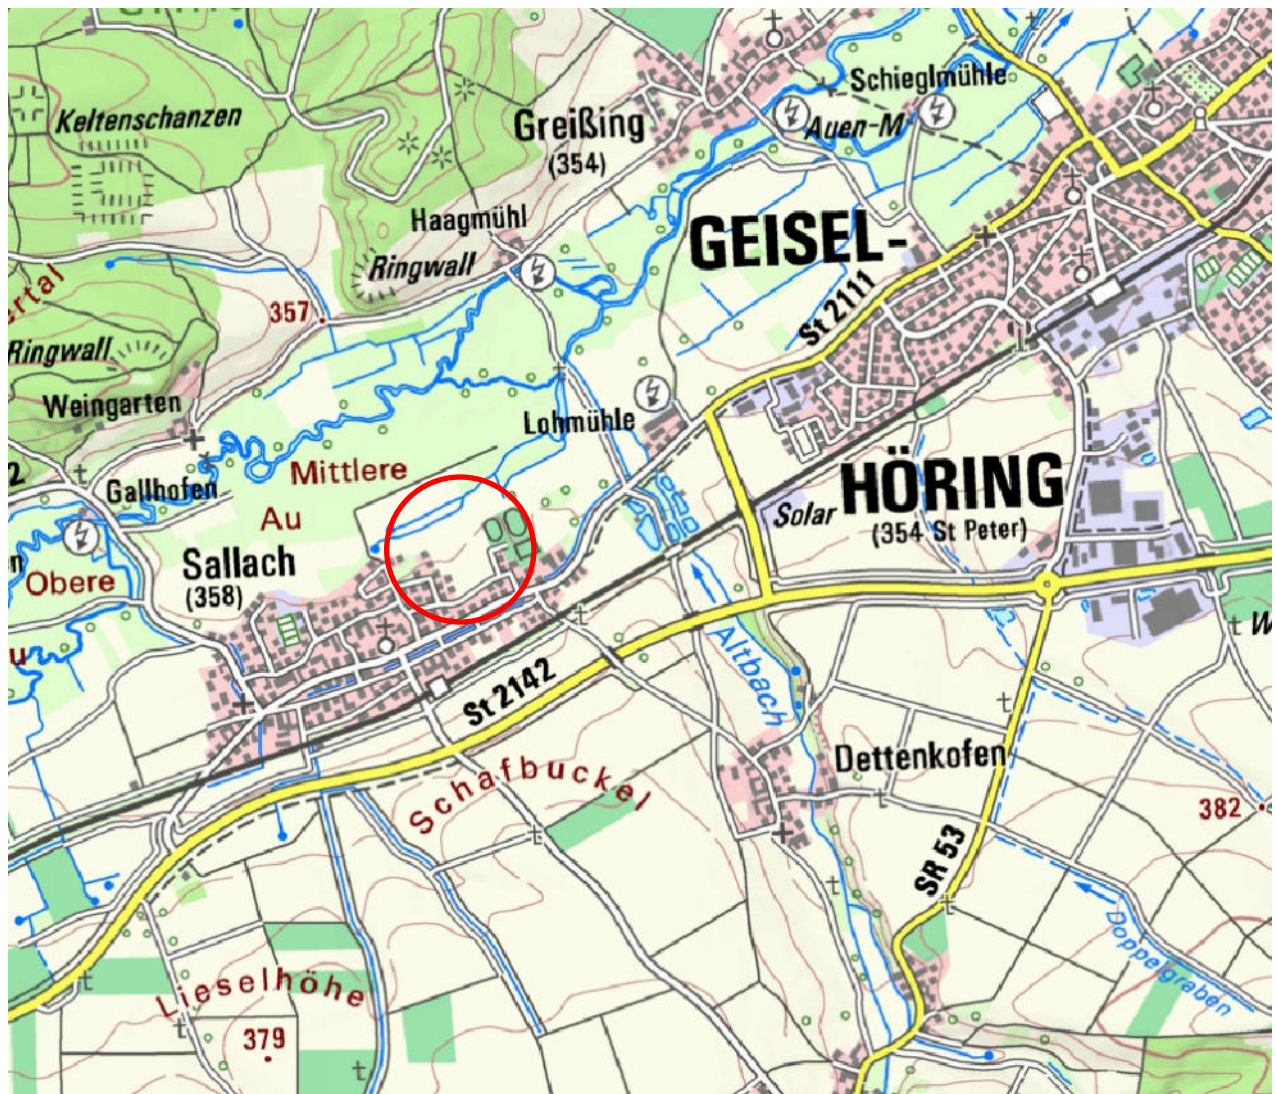 Schieglmühle
Keltenschanzen
Greißing
(354)
Auen-M
Haagmühl
GEISEL-
Ringwall
ertal
357
St 2111
Ringwall
Weingarten
Lohmühle
Mittlere
HÖRING
(354 St Peter)
Gallhofen
Au
Solar
Sallach
(358)
Obere
Altbach
St 2142
Dettenkofen
Schafbuckel
382
SR 53
Doppelgraben
Lieselhöhe
379